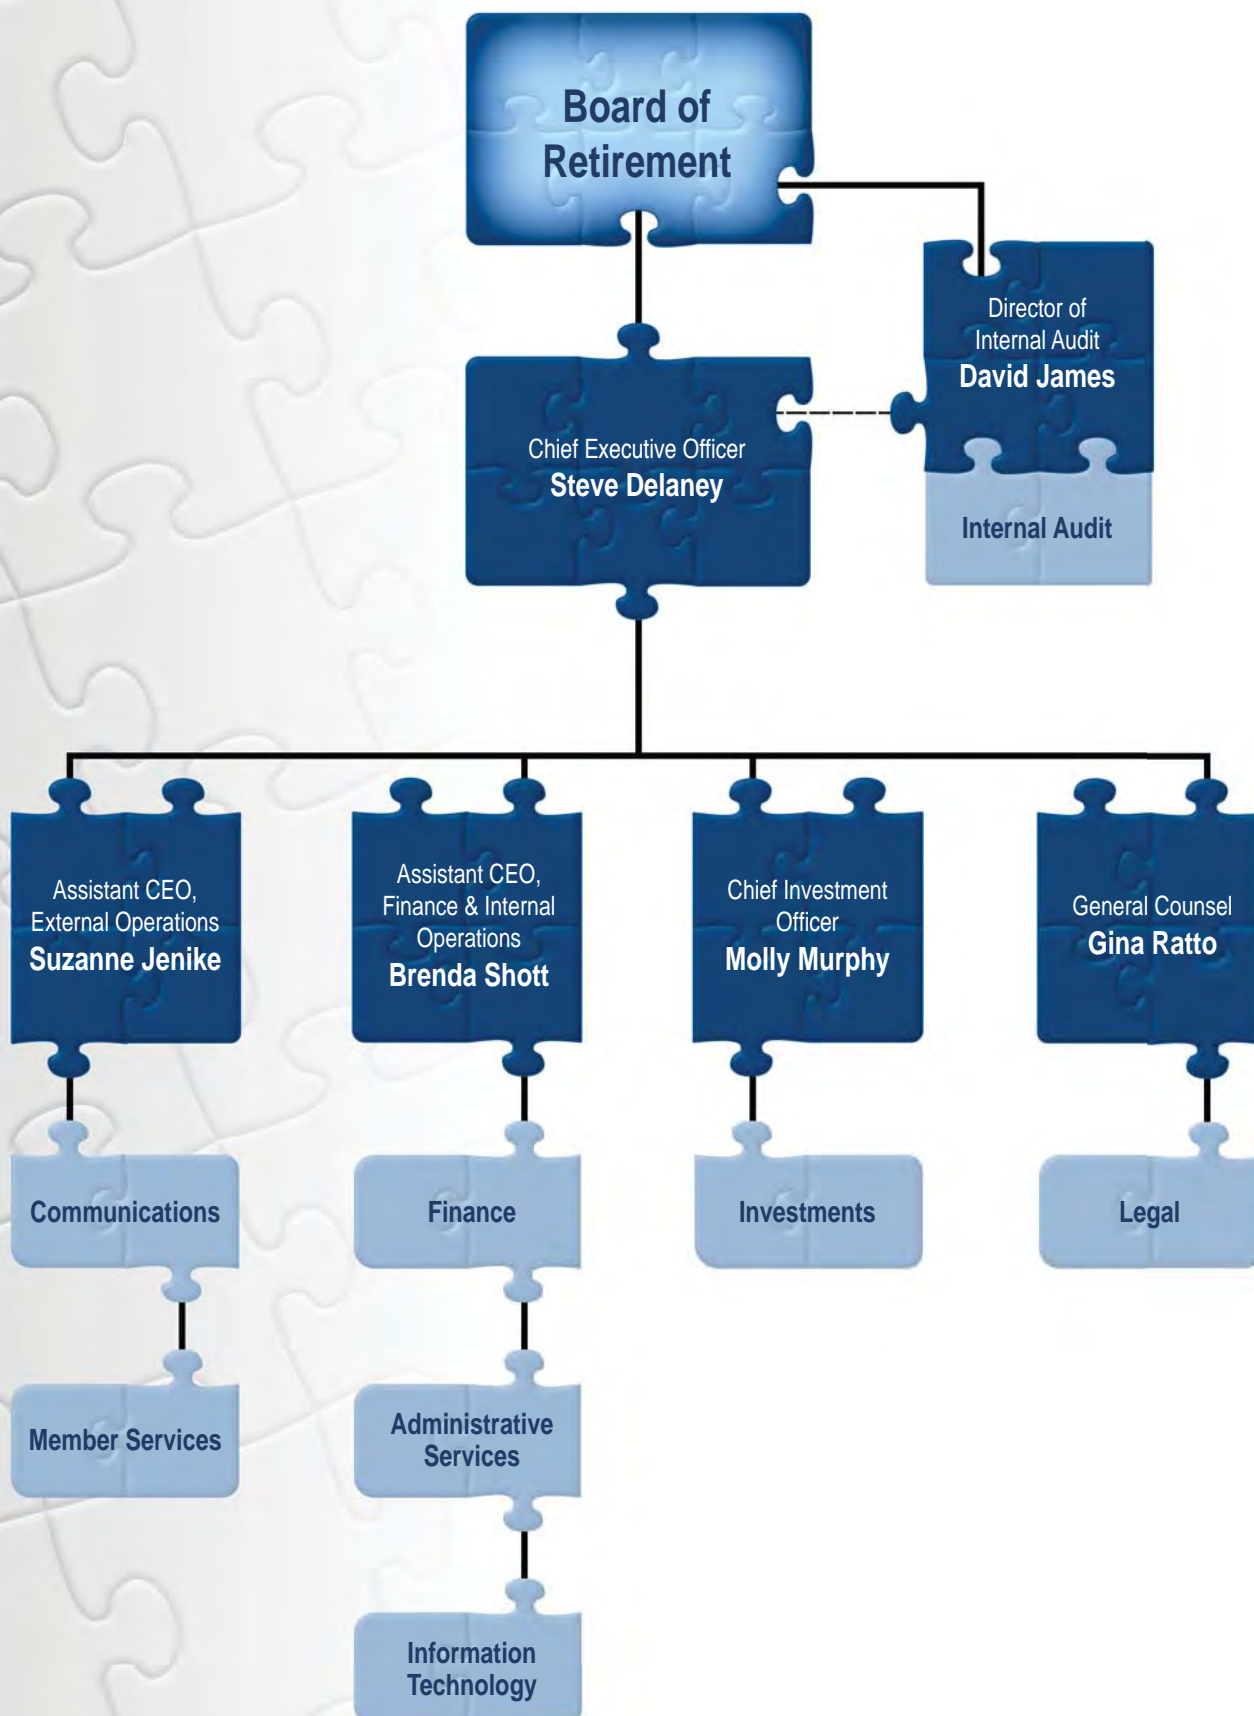 Board of
Retirement
Director of
Internal Audit
David James
Internal Audit
Chief Executive Officer
Steve Delaney
Assistant CEO,
External Operations
Suzanne Jenike
Assistant CEO,
Finance & Internal
Operations
Brenda Shott
Chief Investment
Officer
Molly Murphy
General Counsel
Gina Ratto
Communications
Finance
Investments
Legal
Member Services
Administrative
Services
Information
Technology